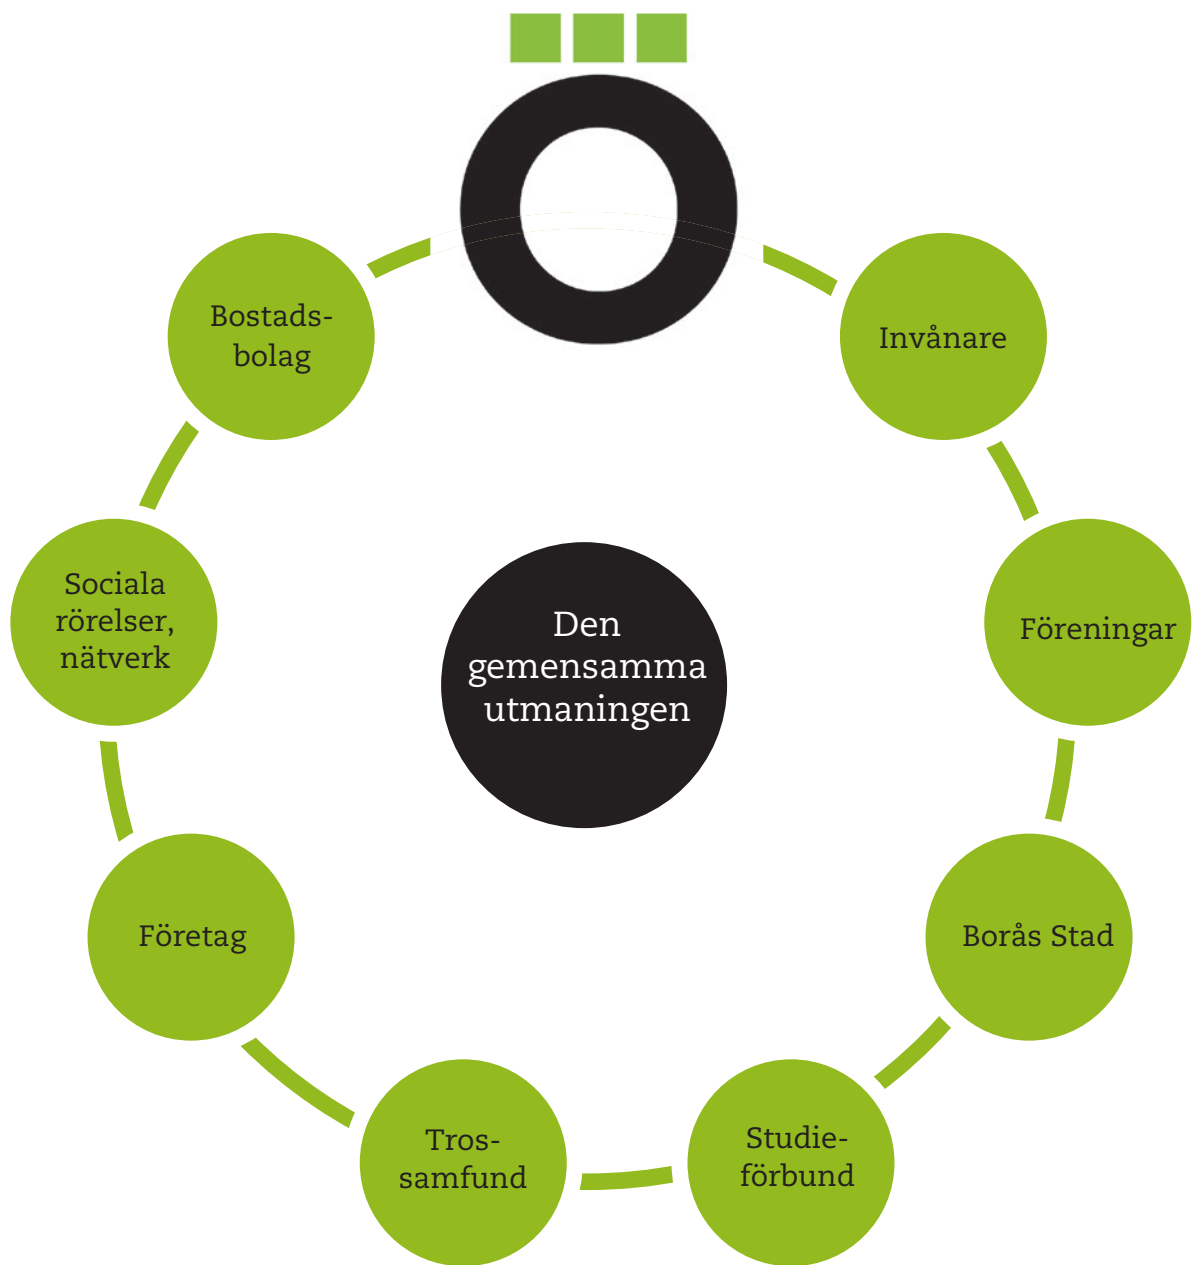 Bostads-
bolag
Invånare
Sociala
rörelser,
nätverk
Den
gemensamma
utmaningen
Föreningar
Företag
Borås Stad
Tros-
samfund
Studie-
förbund